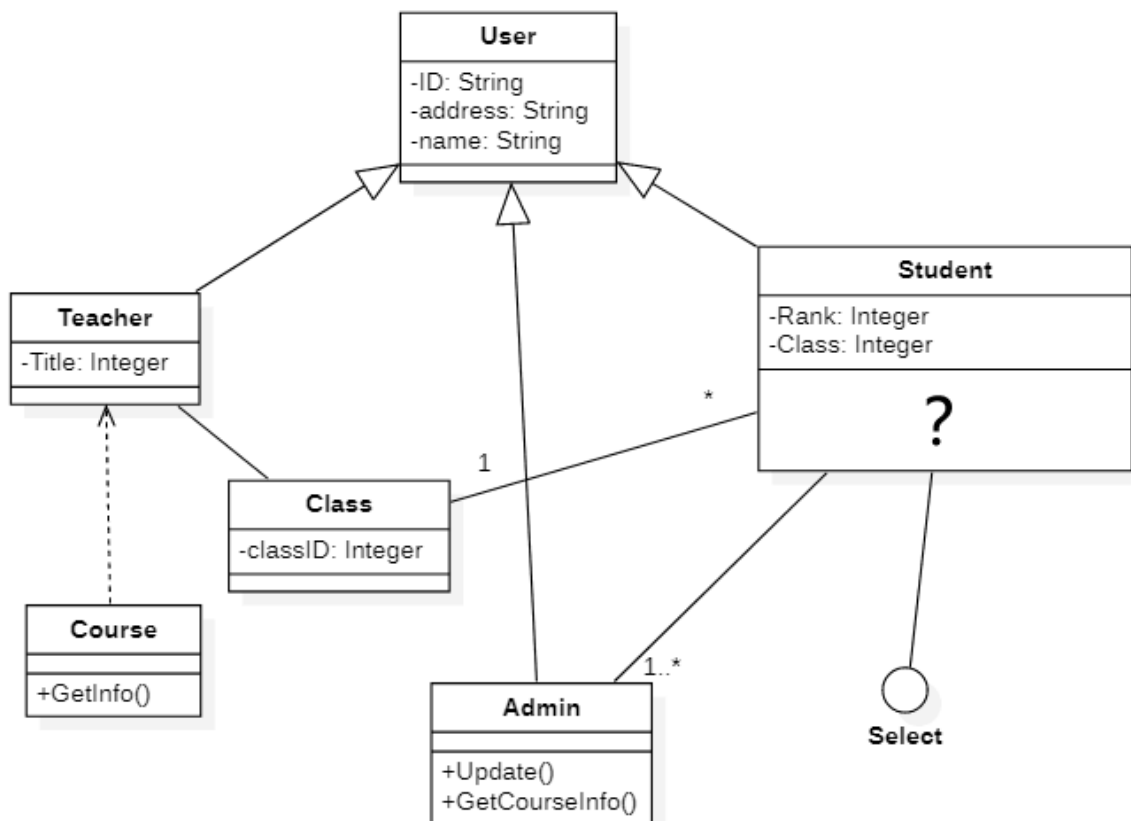 User
-ID: String
-address: String
-name: String
Student
-Rank: Integer
-Class: Integer
?
Teacher
-Title: Integer
*
1
Class
-classID: Integer
Course
+GetInfo()
1..*
Admin
+Update()
+GetCourseInfo()
Select